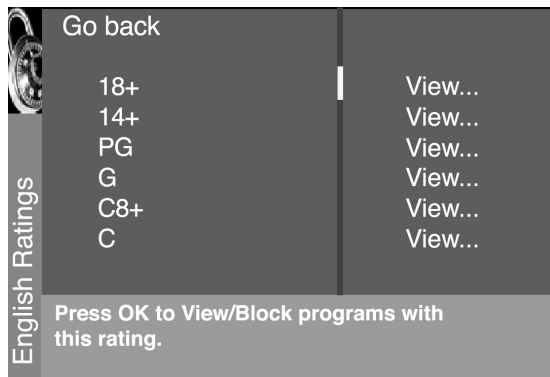 Go back
18+ View...
14+ View...
PG View...
G View...
C8+ View...
C View...
English Ratings
Press OK to View/Block programs with
this rating.